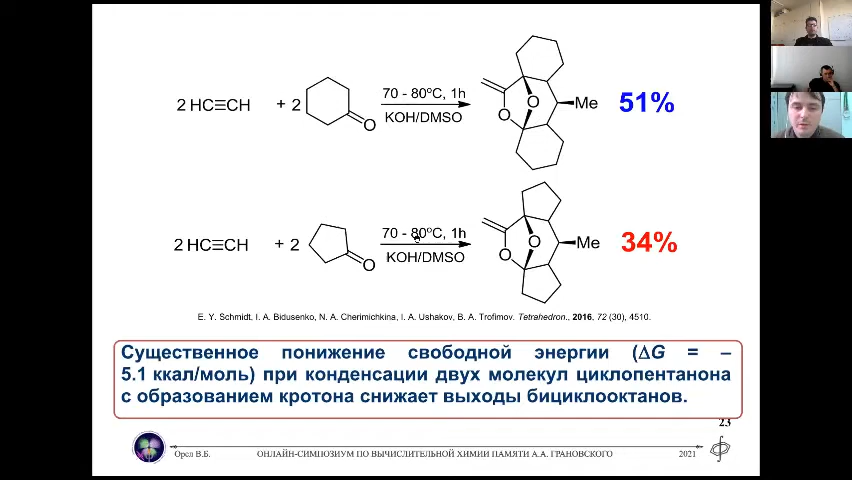 2 HC≡CH + 2 O 70 - 80ºC, 1h KOH/DMSO O O Me 51%
2 HC≡CH + 2 O 70 - 80ºC, 1h KOH/DMSO O O Me 34%
E. Y. Schmidt, I. A. Bidusenko, N. A. Cherimichkina, I. A. Ushakov, B. A. Trofimov. Tetrahedron., 2016, 72 (30), 4510.
Существенное понижение свободной энергии (ΔG = –
5.1 ккал/моль) при конденсации двух молекул циклопентанона
с образованием кротона снижает выходы бициклооктанов.
23
Орел В.Б. ОНЛАЙН-СИМПОЗИУМ ПО ВЫЧИСЛИТЕЛЬНОЙ ХИМИИ ПАМЯТИ А.А. ГРАНОВСКОГО 2021